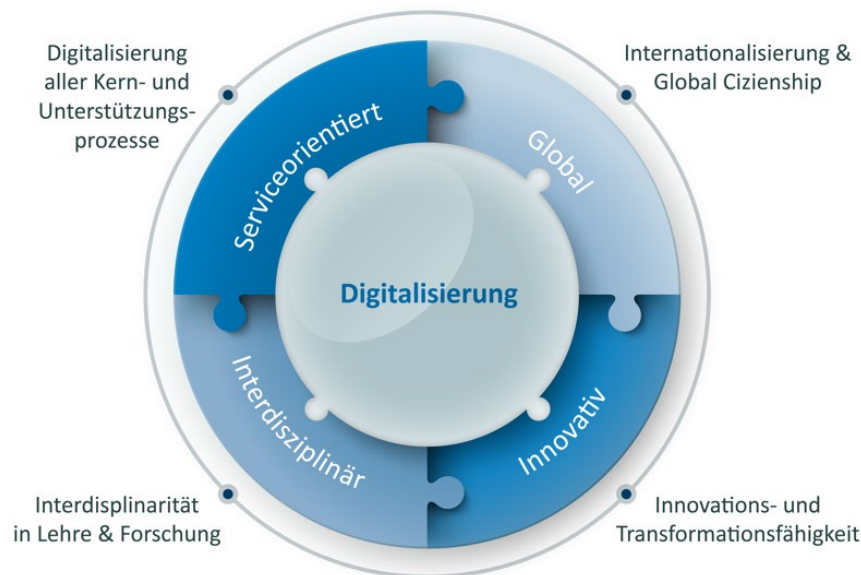 Digitalisierung
aller Kern- und
Unterstützungs-
prozesse
Internationalisierung &
Global Cizienship
Serviceorientiert
Global
Digitalisierung
Interdisziplinär
Innovativ
Interdisplinarität
in Lehre & Forschung
Innovations- und
Transformationsfähigkeit